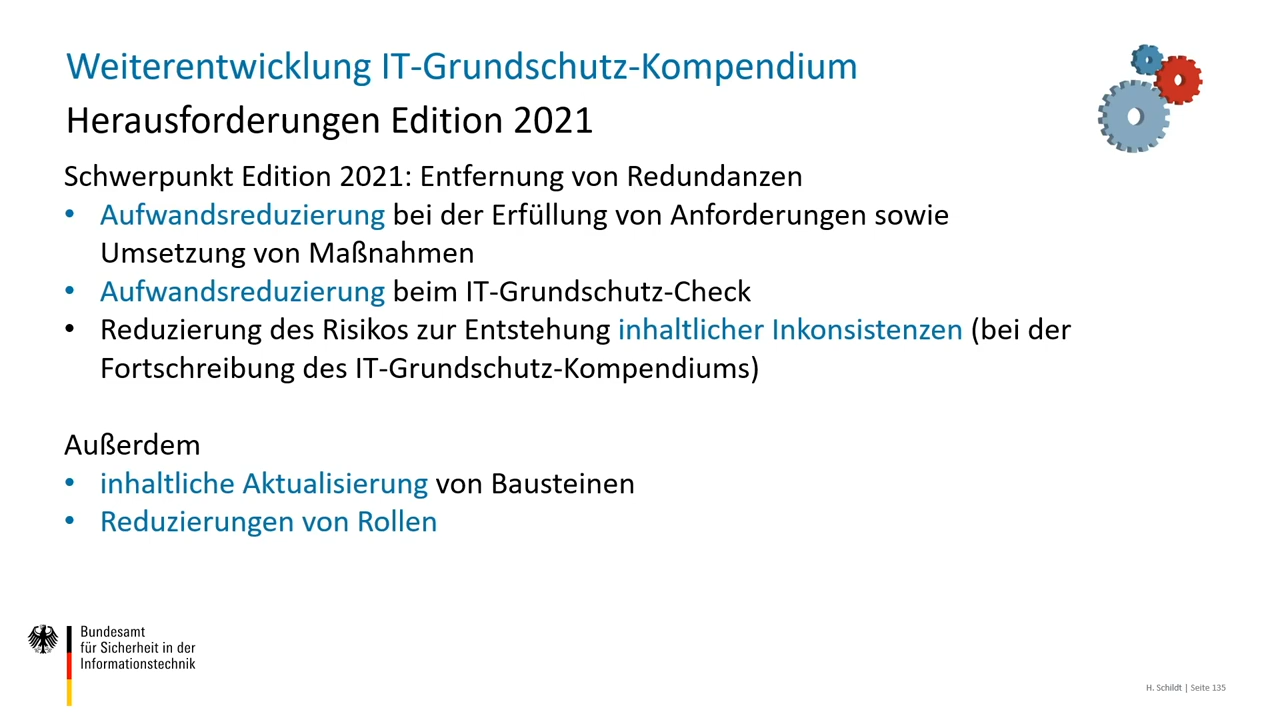 Weiterentwicklung IT-Grundschutz-Kompendium
Herausforderungen Edition 2021
Schwerpunkt Edition 2021: Entfernung von Redundanzen
• Aufwandsreduzierung bei der Erfüllung von Anforderungen sowie
Umsetzung von Maßnahmen
• Aufwandsreduzierung beim IT-Grundschutz-Check
• Reduzierung des Risikos zur Entstehung inhaltlicher Inkonsistenzen (bei der
Fortschreibung des IT-Grundschutz-Kompendiums)
Außerdem
• inhaltliche Aktualisierung von Bausteinen
• Reduzierungen von Rollen
Bundesamt
für Sicherheit in der
Informationstechnik
H. Schildt | Seite 135